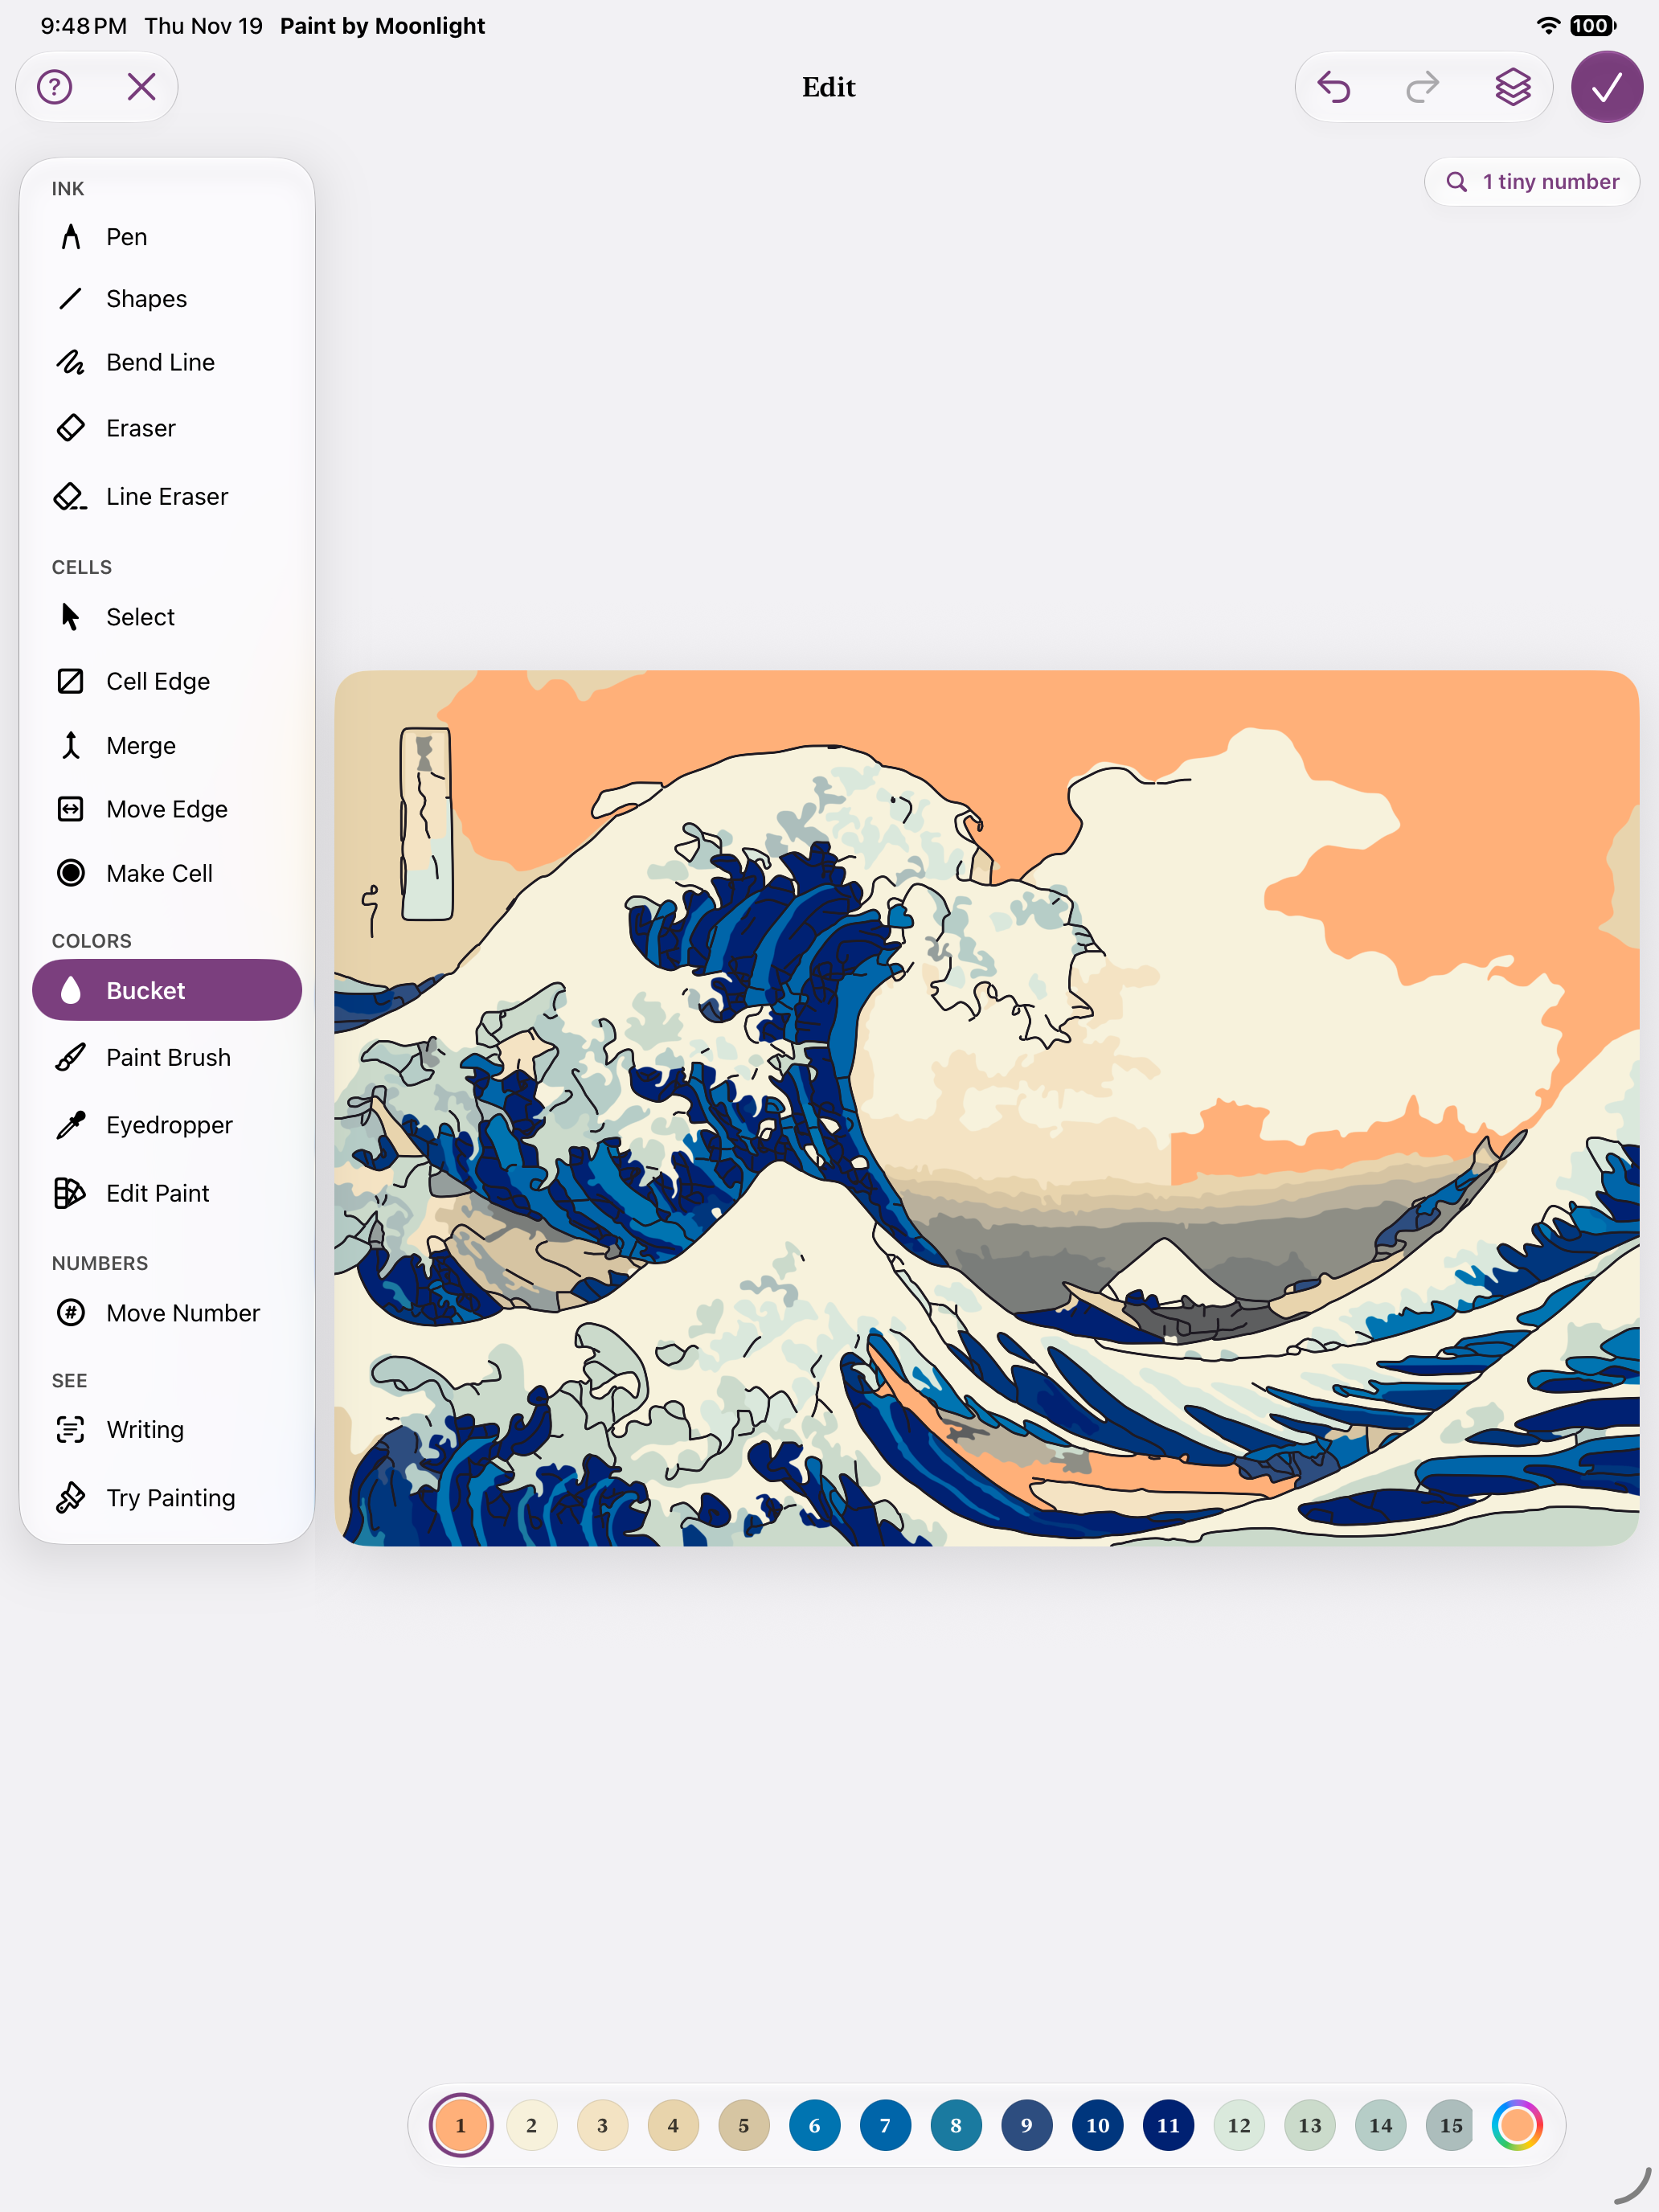 9:48 PM Thu Nov 19 Paint by Moonlight
100
?
Edit
1 tiny number
INK
Pen
Shapes
Bend Line
Eraser
Line Eraser
CELLS
Select
Cell Edge
Merge
Move Edge
Make Cell
COLORS
Bucket
Paint Brush
Eyedropper
Edit Paint
NUMBERS
# Move Number
SEE
Writing
Try Painting
1 2 3 4 5 6 7 8 9 10 11 12 13 14 15